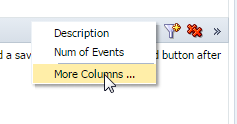 Description
Num of Events
d a sav d button after
More Columns ...